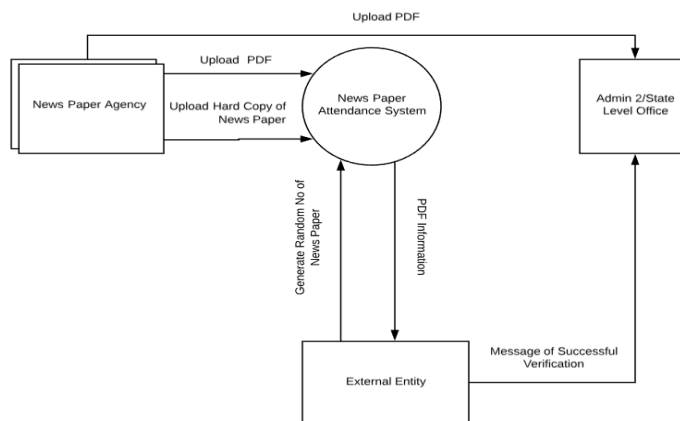 Upload PDF
Upload PDF
News Paper Agency
Upload Hard Copy of
News Paper
News Paper
Attendance System
Admin 2/State
Level Office
Generate Random No of
News Paper
PDF Information
Message of Successful
Verification
External Entity